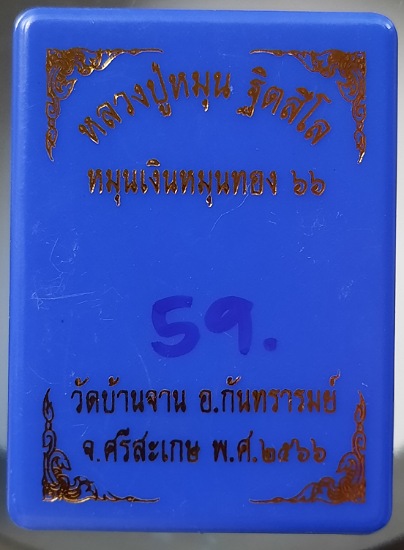 หลวงปู่หมุน ฐิตสีโล
หมุนเงินหมุนทอง ๖๖
59.
วัดบ้านจาน อ.กันทรารมย์
จ.ศรีสะเกษ พ.ศ.๒๕๖๖